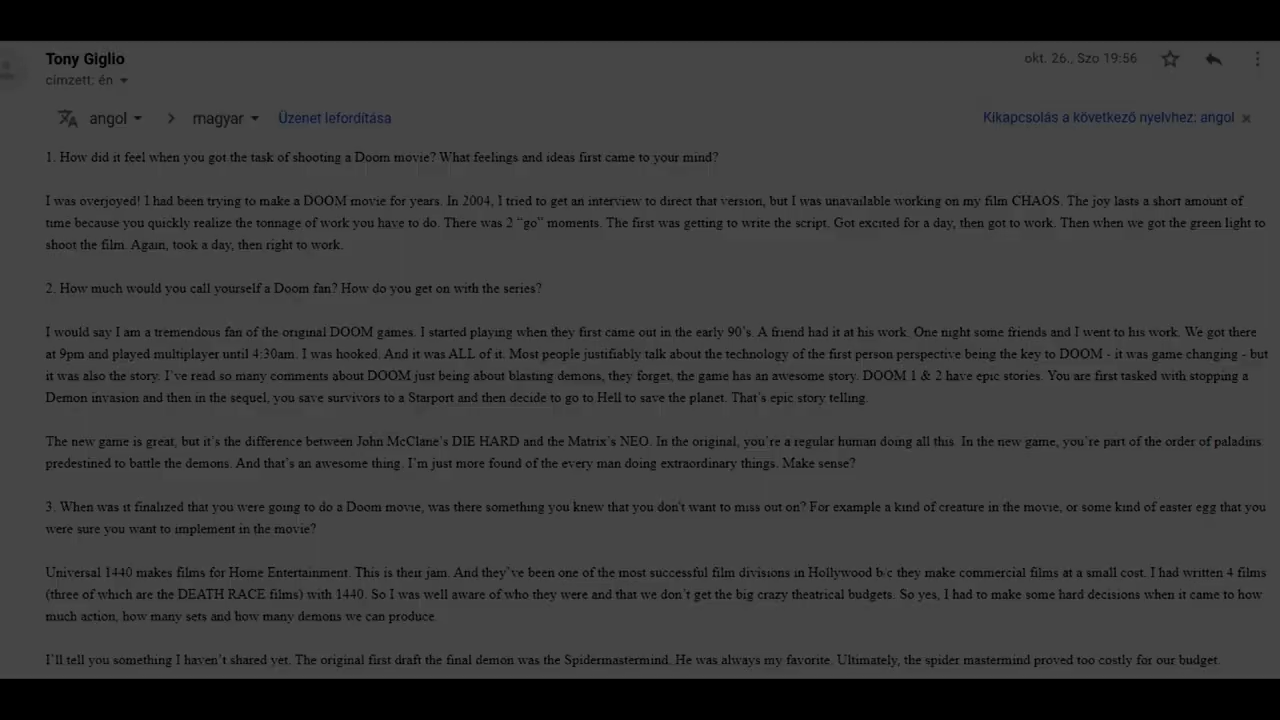 Tony Giglio
okt. 26., Szo 19:56
címzett: én
angol > magyar Üzenet lefordítása
Kikapcsolás a következő nyelvhez: angol ×
1. How did it feel when you got the task of shooting a Doom movie? What feelings and ideas first came to your mind?
I was overjoyed! I had been trying to make a DOOM movie for years. In 2004, I tried to get an interview to direct that version, but I was unavailable working on my film CHAOS. The joy lasts a short amount of
time because you quickly realize the tonnage of work you have to do. There was 2 “go” moments. The first was getting to write the script. Got excited for a day, then got to work. Then when we got the green light to
shoot the film. Again, took a day, then right to work.
2. How much would you call yourself a Doom fan? How do you get on with the series?
I would say I am a tremendous fan of the original DOOM games. I started playing when they first came out in the early 90’s. A friend had it at his work. One night some friends and I went to his work. We got there
at 9pm and played multiplayer until 4:30am. I was hooked. And it was ALL of it. Most people justifiably talk about the technology of the first person perspective being the key to DOOM - it was game changing - but
it was also the story. I’ve read so many comments about DOOM just being about blasting demons, they forget, the game has an awesome story. DOOM 1 & 2 have epic stories. You are first tasked with stopping a
Demon invasion and then in the sequel, you save survivors to a Starport and then decide to go to Hell to save the planet. That’s epic story telling.
The new game is great, but it’s the difference between John McClane’s DIE HARD and the Matrix’s NEO. In the original, you’re a regular human doing all this. In the new game, you’re part of the order of paladins
predestined to battle the demons. And that’s an awesome thing. I’m just more found of the every man doing extraordinary things. Make sense?
3. When was it finalized that you were going to do a Doom movie, was there something you knew that you don't want to miss out on? For example a kind of creature in the movie, or some kind of easter egg that you
were sure you want to implement in the movie?
Universal 1440 makes films for Home Entertainment. This is their jam. And they’ve been one of the most successful film divisions in Hollywood b/c they make commercial films at a small cost. I had written 4 films
(three of which are the DEATH RACE films) with 1440. So I was well aware of who they were and that we don’t get the big crazy theatrical budgets. So yes, I had to make some hard decisions when it came to how
much action, how many sets and how many demons we can produce.
I’ll tell you something I haven’t shared yet. The original first draft the final demon was the Spidermastermind. He was always my favorite. Ultimately, the spider mastermind proved too costly for our budget.